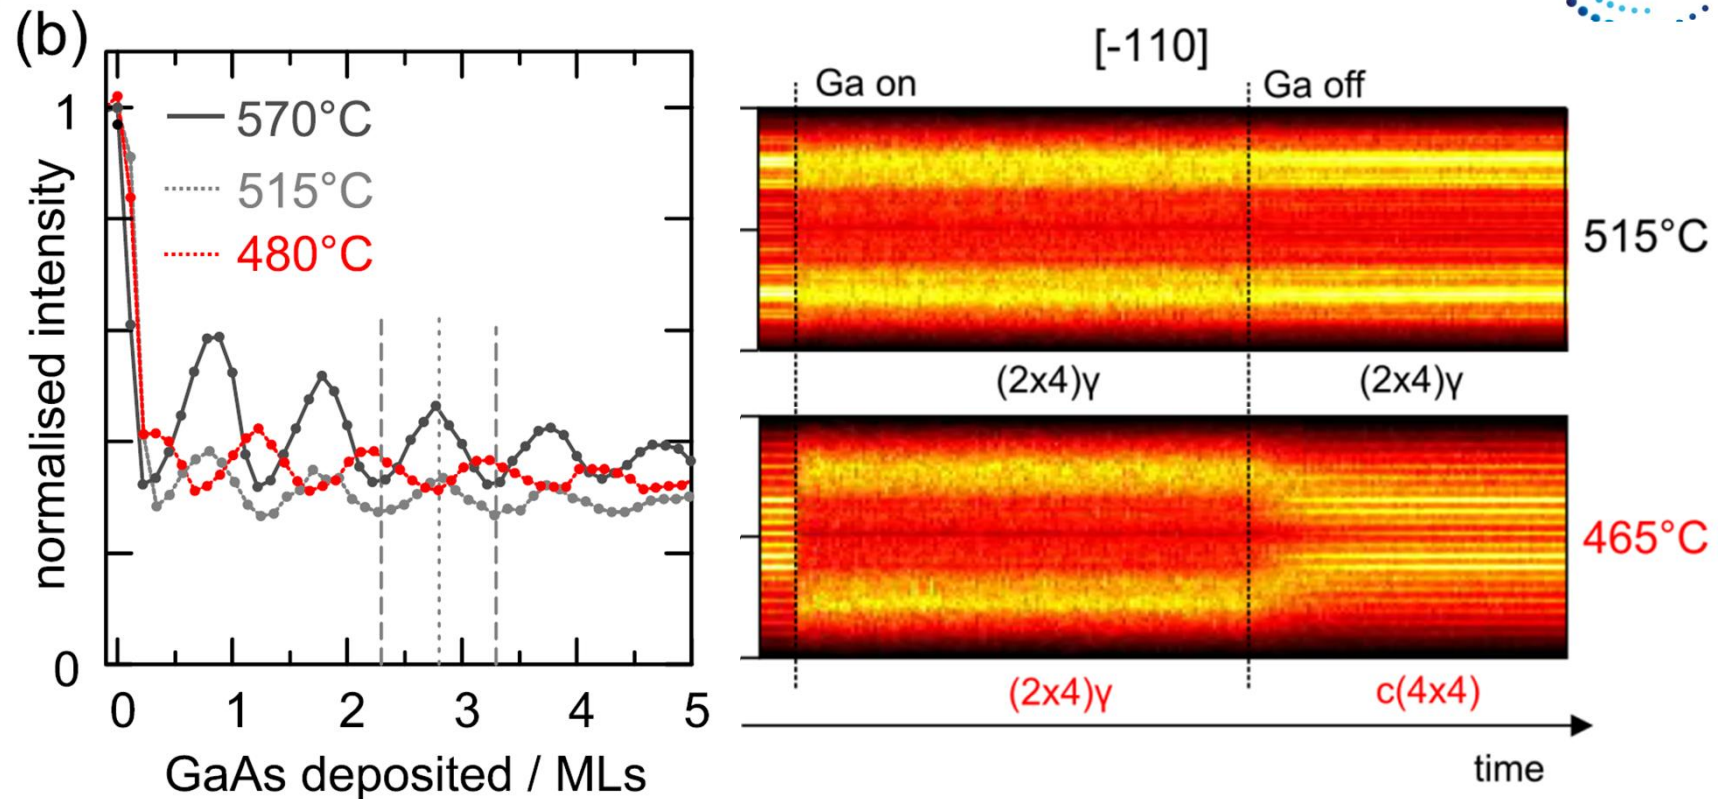 (b)
1
0
normalised intensity
570°C
515°C
480°C
0 1 2 3 4 5
GaAs deposited / MLs
[-110]
Ga on
Ga off
515°C
(2x4)γ
(2x4)γ
465°C
(2x4)γ
c(4x4)
time